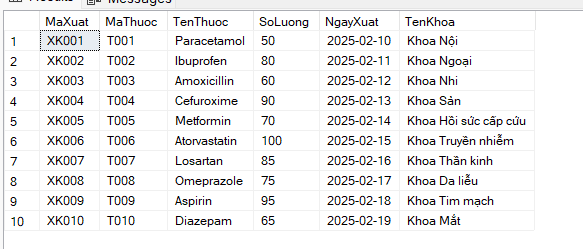 Messages
MaXuat MaThuoc TenThuoc SoLuong NgayXuat TenKhoa
1 XK001 T001 Paracetamol 50 2025-02-10 Khoa Nội
2 XK002 T002 Ibuprofen 80 2025-02-11 Khoa Ngoại
3 XK003 T003 Amoxicillin 60 2025-02-12 Khoa Nhi
4 XK004 T004 Cefuroxime 90 2025-02-13 Khoa Sản
5 XK005 T005 Metformin 70 2025-02-14 Khoa Hồi sức cấp cứu
6 XK006 T006 Atorvastatin 100 2025-02-15 Khoa Truyền nhiễm
7 XK007 T007 Losartan 85 2025-02-16 Khoa Thần kinh
8 XK008 T008 Omeprazole 75 2025-02-17 Khoa Da liễu
9 XK009 T009 Aspirin 95 2025-02-18 Khoa Tim mạch
10 XK010 T010 Diazepam 65 2025-02-19 Khoa Mắt